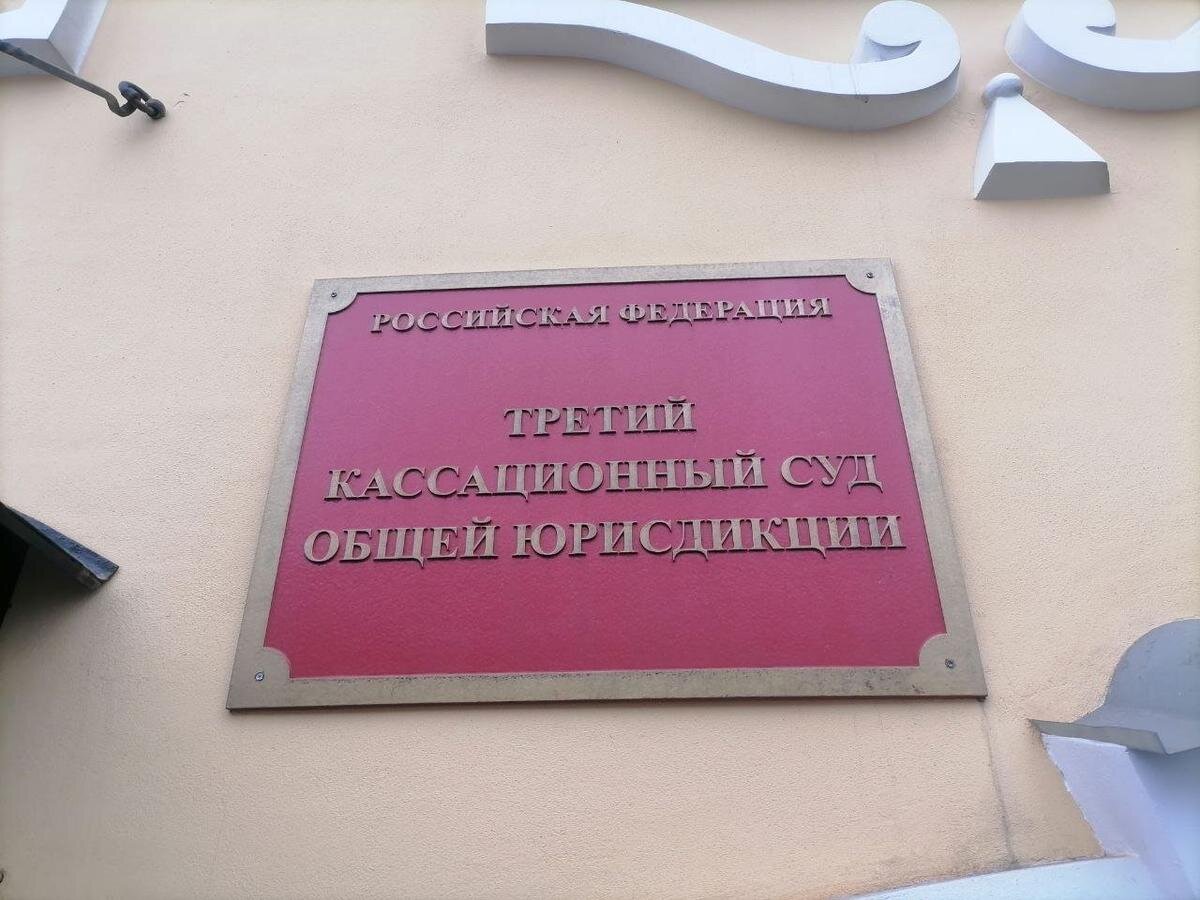 РОССИЙСКАЯ ФЕДЕРАЦИЯ
ТРЕТИЙ
КАССАЦИОННЫЙ СУД
ОБЩЕЙ ЮРИСДИКЦИИ